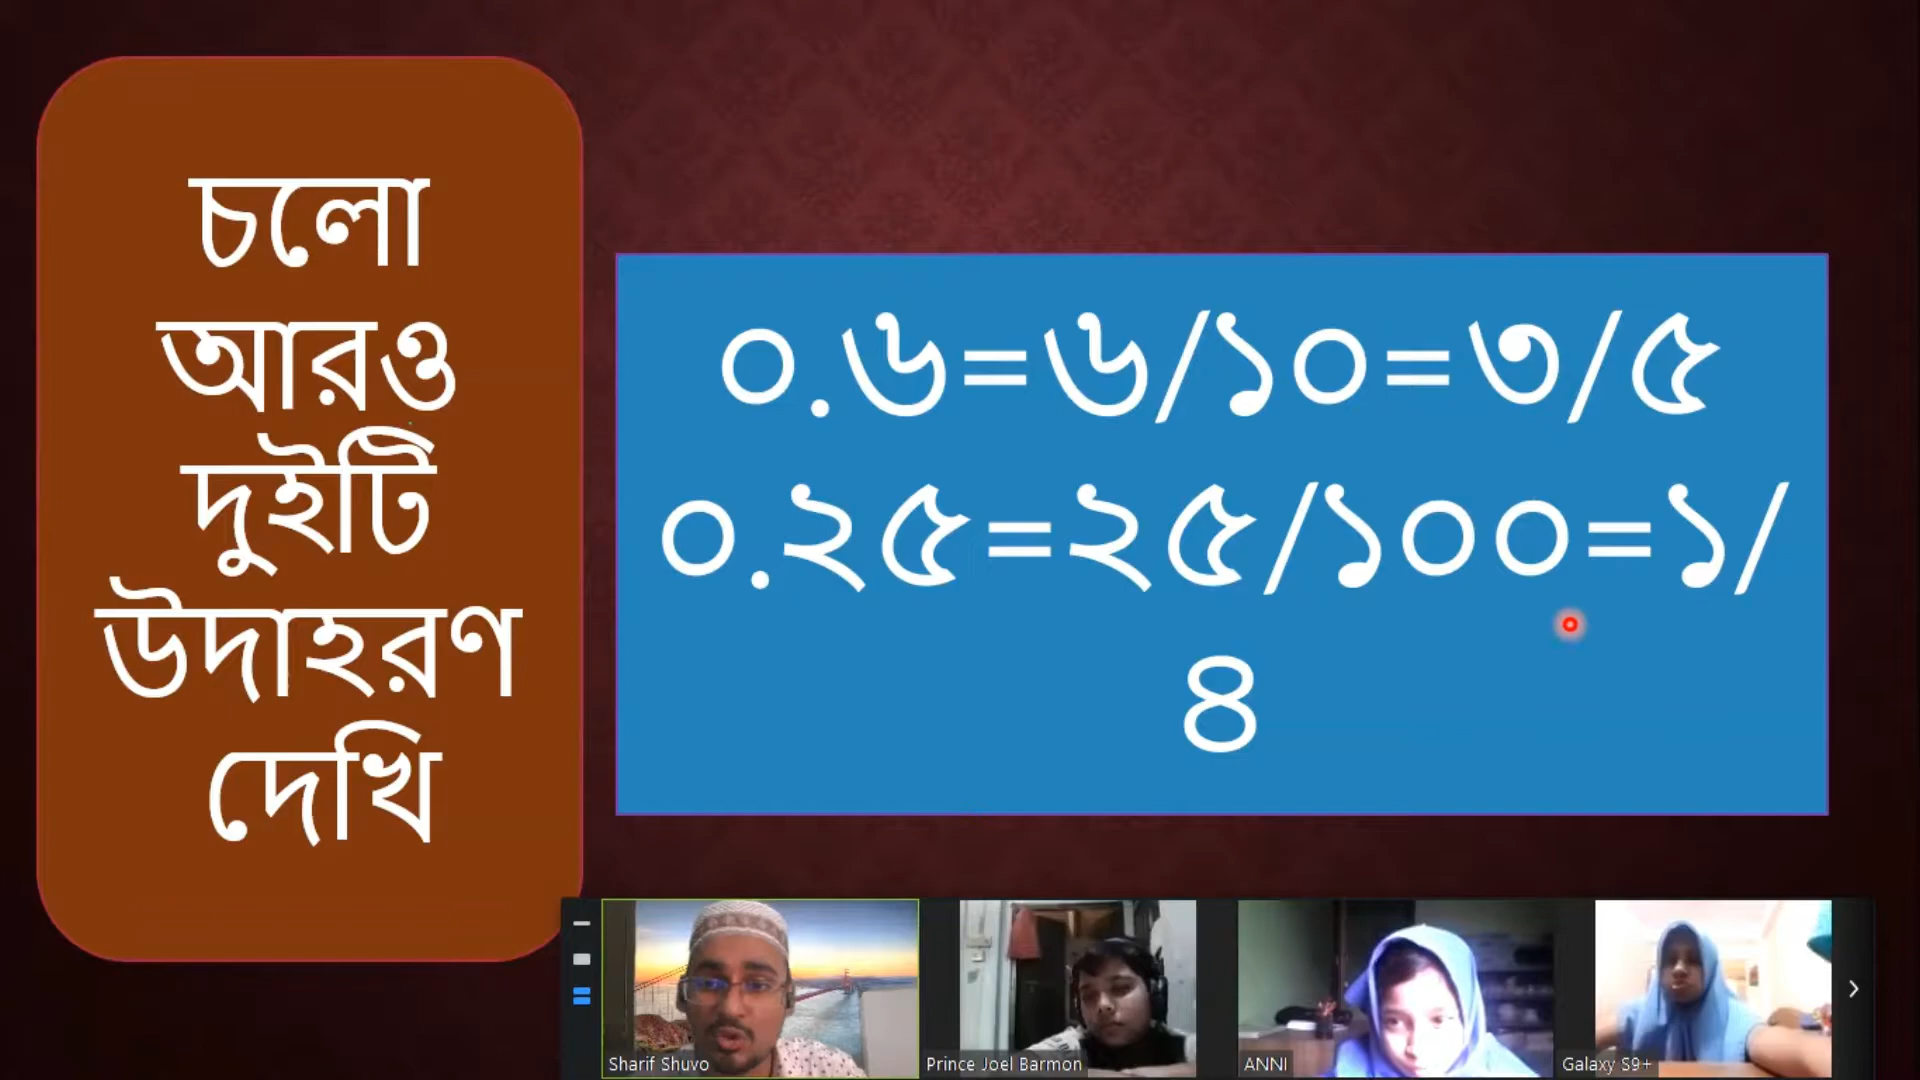 চলো
আরও
দুইটি
উদাহরণ
দেখি
০.৬=৬/১০=৩/৫
০.২৫=২৫/১০০=১/
৪
Sharif Shuvo
Prince Joel Barmon
ANNI
Galaxy S9+